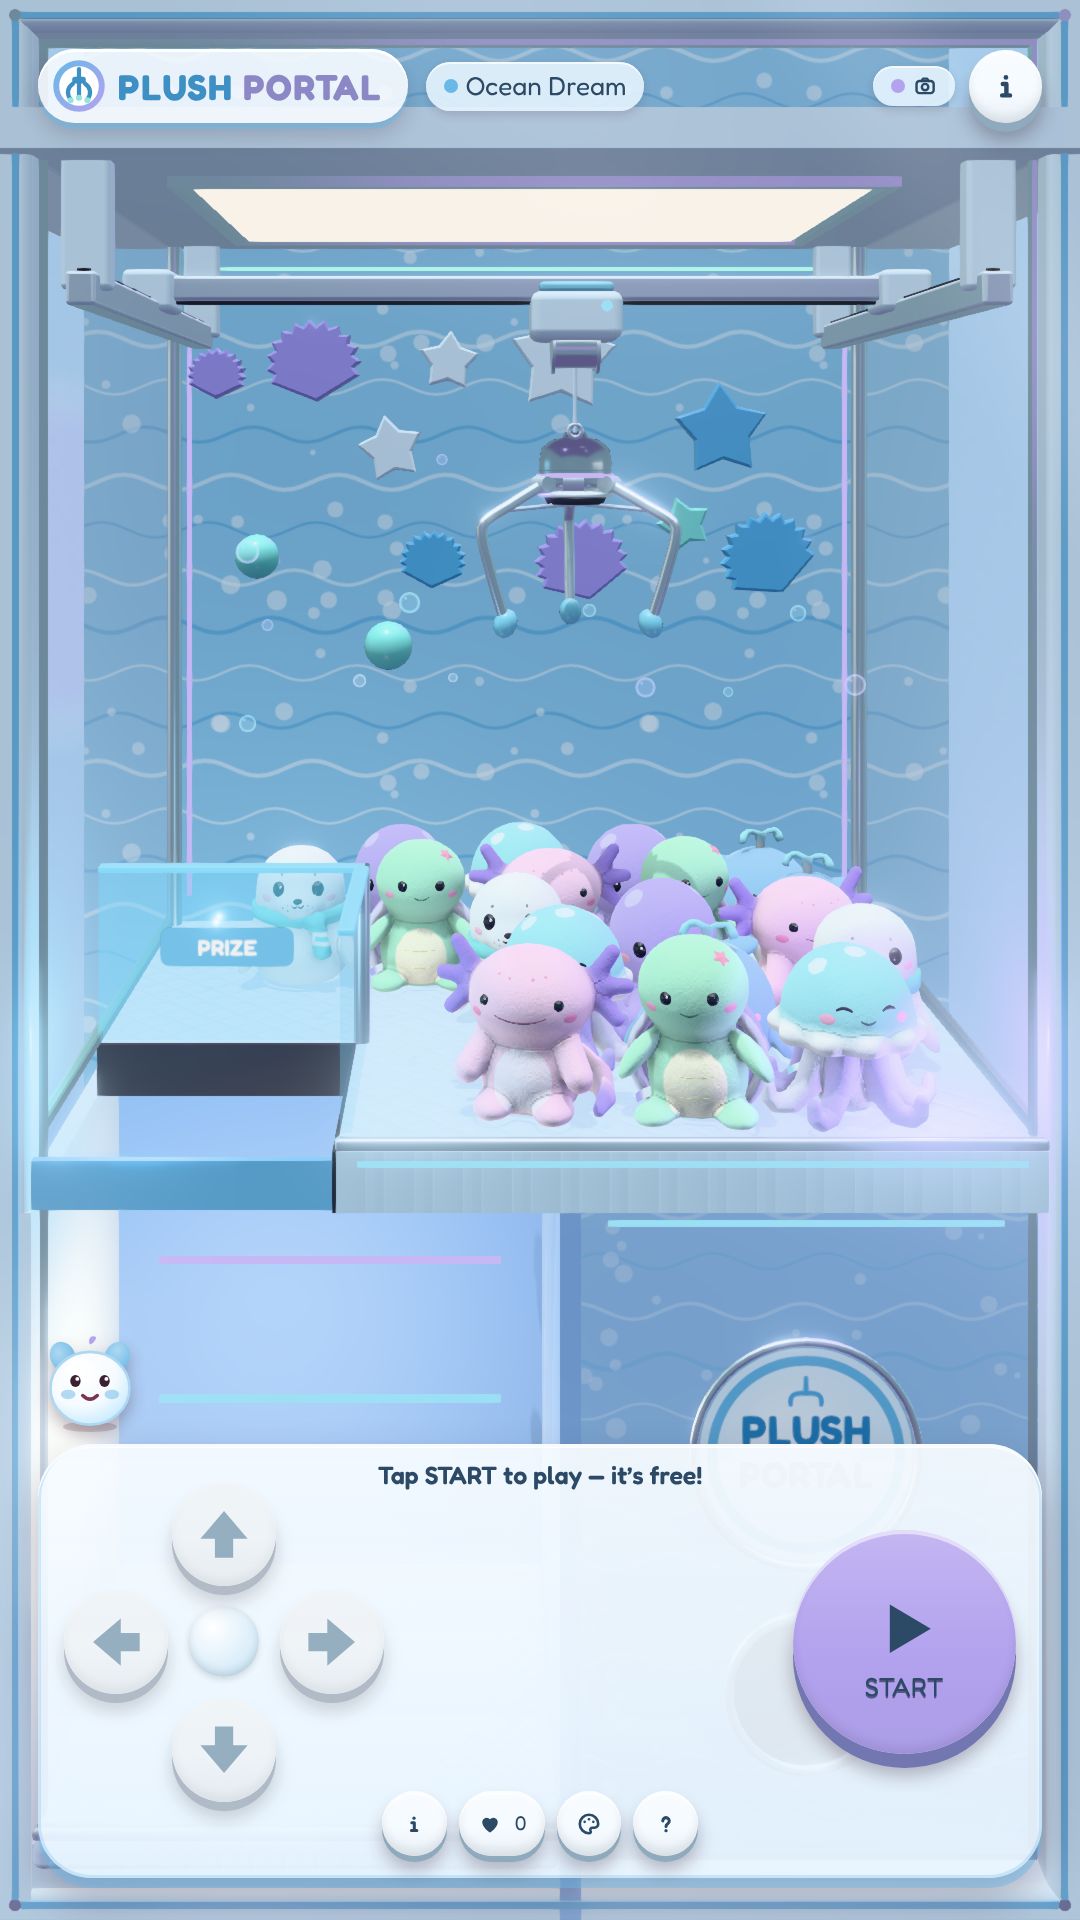 PLUSH PORTAL
Ocean Dream
i
PRIZE
PLUSH
PORTAL
Tap START to play – it's free!
START
i
0
?